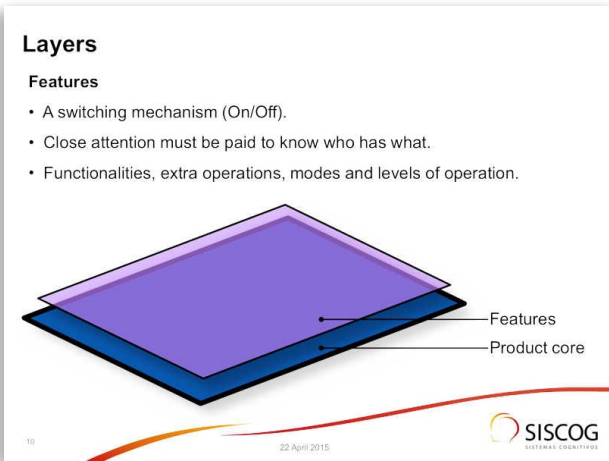 Layers
Features
• A switching mechanism (On/Off).
• Close attention must be paid to know who has what.
• Functionalities, extra operations, modes and levels of operation.
Features
Product core
10
22 April 2015
SISCOG
SISTEMAS COGNITIVOS